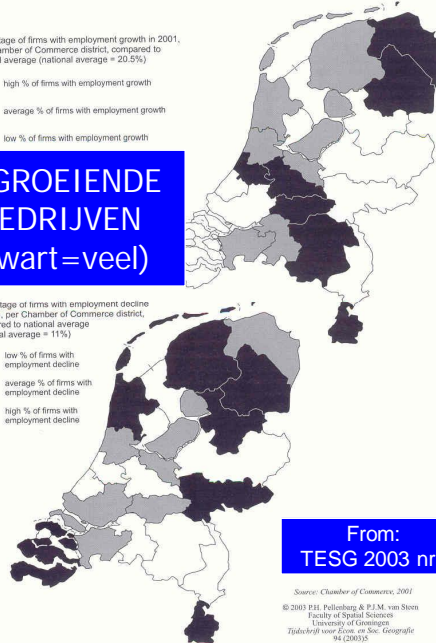 tage of firms with employment growth in 2001,
mber of Commerce district, compared to
l average (national average = 20.5%)
high % of firms with employment growth
average % of firms with employment growth
low % of firms with employment growth
GROEIENDE
EDRIJVEN
wart=veel)
tage of firms with employment decline
, per Chamber of Commerce district,
red to national average
al average = 11%)
low % of firms with
employment decline
average % of firms with
employment decline
high % of firms with
employment decline
From:
TESG 2003 nr
Source: Chamber of Commerce, 2001
© 2003 P.H. Pellenbarg & P.J.M. van Steen
Faculty of Spatial Sciences
University of Groningen
Tijdschrift voor Econ. en Soc. Geografie
94 (2003)5